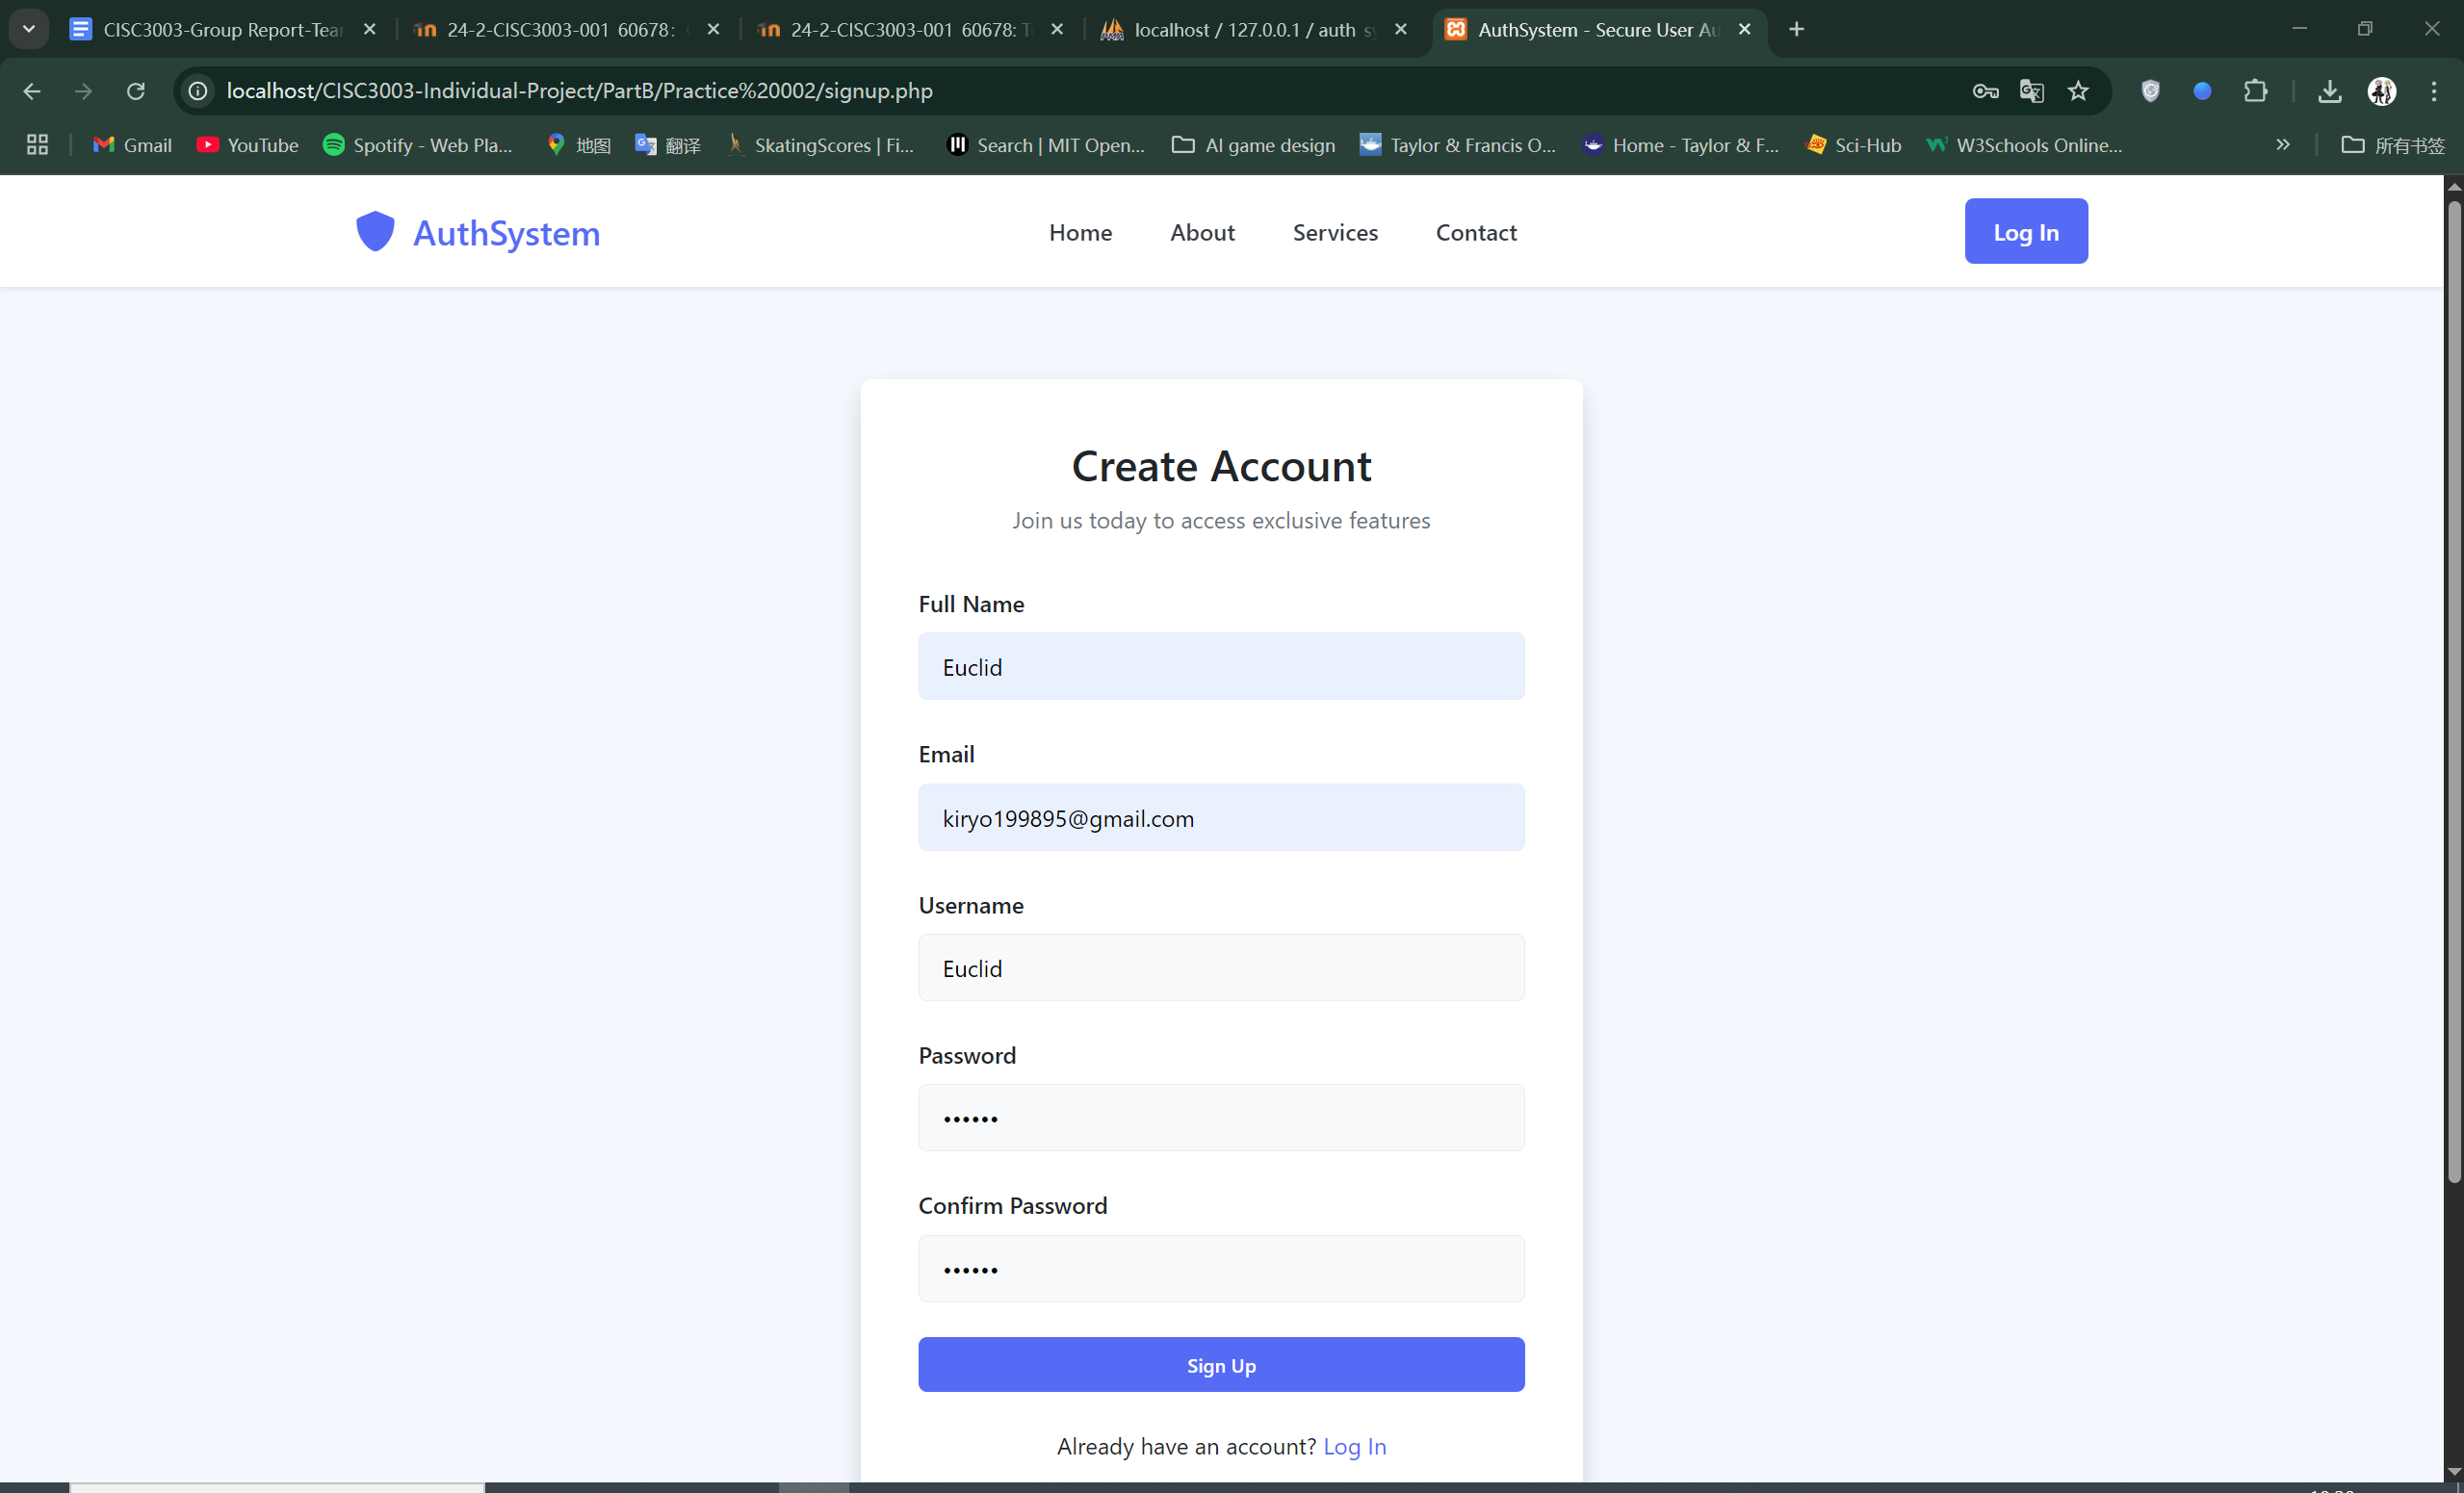 CISC3003-Group Report-Tear
24-2-CISC3003-001 60678:
24-2-CISC3003-001 60678: T
localhost / 127.0.0.1 / auth s
AuthSystem - Secure User Au
localhost/CISC3003-Individual-Project/PartB/Practice%20002/signup.php
Gmail YouTube Spotify - Web Pla... 地图 翻译 SkatingScores | Fi... Search | MIT Open... AI game design Taylor & Francis O... Home - Taylor & F... Sci-Hub W3Schools Online... » 所有书签
AuthSystem Home About Services Contact Log In
Create Account
Join us today to access exclusive features
Full Name
Euclid
Email
kiryo199895@gmail.com
Username
Euclid
Password
••••••
Confirm Password
••••••
Sign Up
Already have an account? Log In